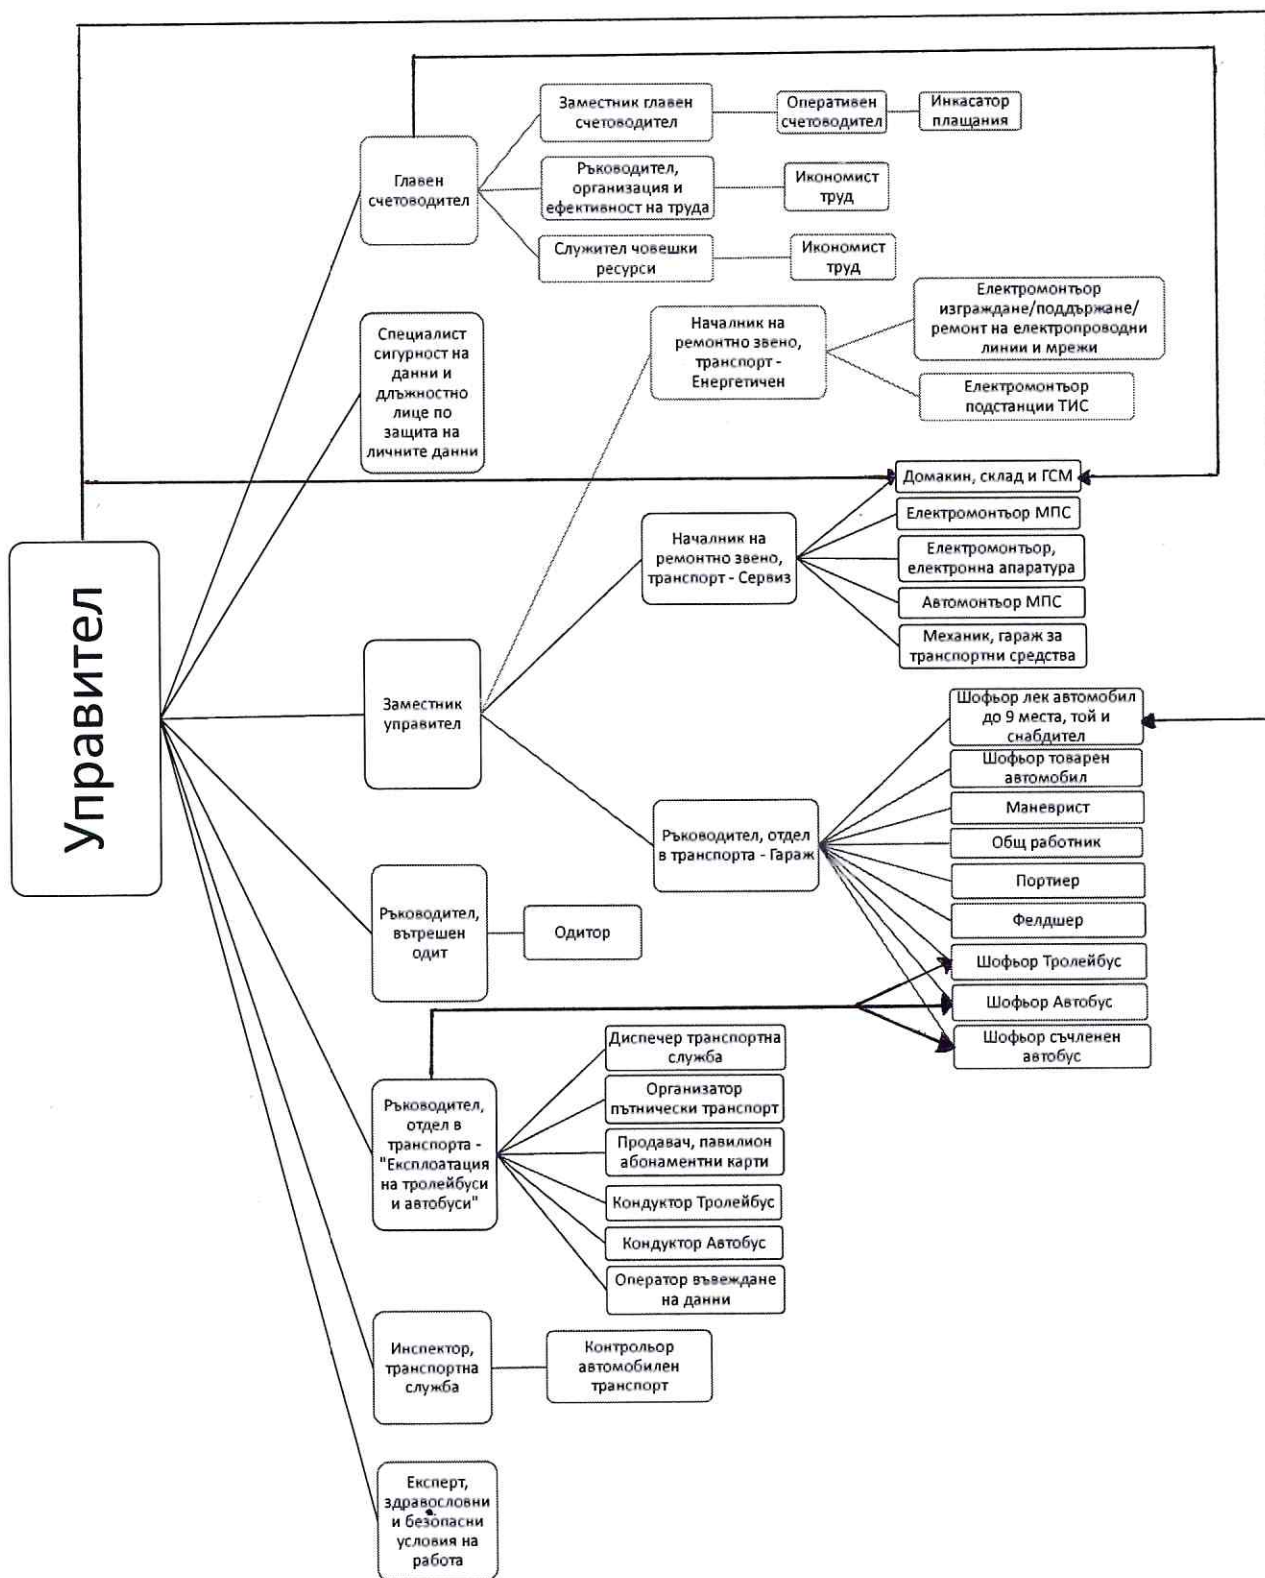 Управител
Главен
счетоводител
Заместник главен
счетоводител
Оперативен
счетоводител
Инкасатор
плащания
Ръководител,
организация и
ефективност на труда
Икономист
труд
Служител човешки
ресурси
Икономист
труд
Специалист
сигурност на
данни и
длъжностно
лице по
защита на
личните данни
Заместник
управител
Началник на
ремонтно звено,
транспорт -
Енергетичен
Електромонтьор
изграждане/поддържане/
ремонт на електропроводни
линии и мрежи
Електромонтьор
подстанции ТИС
Началник на
ремонтно звено,
транспорт - Сервиз
Домакин, склад и ГСМ
Електромонтьор МПС
Електромонтьор,
електронна апаратура
Автомонтьор МПС
Механик, гараж за
транспортни средства
Ръководител, отдел
в транспорта - Гараж
Шофьор лек автомобил
до 9 места, той и
снабдител
Шофьор товарен
автомобил
Маневрист
Общ работник
Портиер
Фелдшер
Шофьор Тролейбус
Шофьор Автобус
Шофьор съчленен
автобус
Ръководител,
вътрешен
одит
Одитор
Ръководител,
отдел в
транспорта -
"Експлоатация
на тролейбуси
и автобуси"
Диспечер транспортна
служба
Организатор
пътнически транспорт
Продавач, павилион
абонаментни карти
Кондуктор Тролейбус
Кондуктор Автобус
Оператор въвеждане
на данни
Инспектор,
транспортна
служба
Контрольор
автомобилен
транспорт
Експерт,
здравословни
и безопасни
условия на
работа